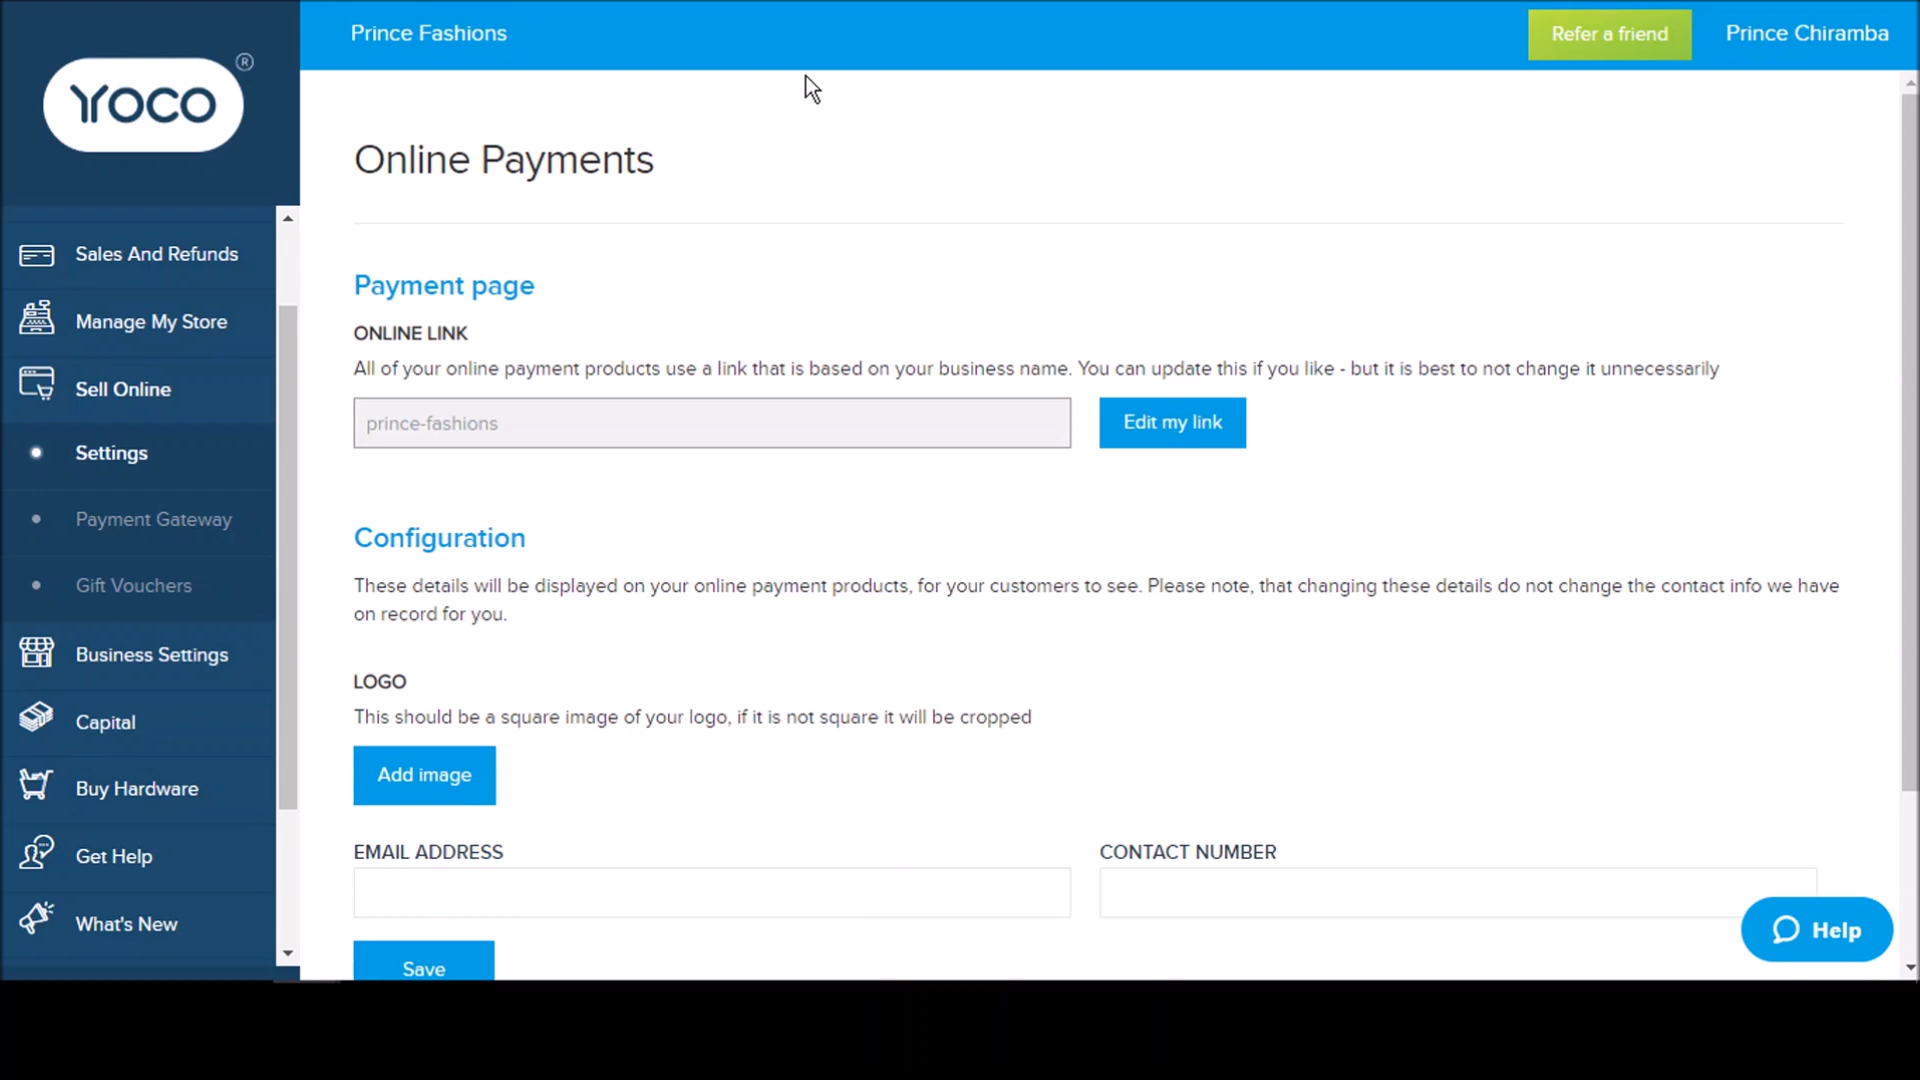 Prince Fashions
Refer a friend
Prince Chiramba
YOCO ®
Sales And Refunds
Manage My Store
Sell Online
Settings
Payment Gateway
Gift Vouchers
Business Settings
Capital
Buy Hardware
Get Help
What's New
Online Payments
Payment page
ONLINE LINK
All of your online payment products use a link that is based on your business name. You can update this if you like - but it is best to not change it unnecessarily
prince-fashions
Edit my link
Configuration
These details will be displayed on your online payment products, for your customers to see. Please note, that changing these details do not change the contact info we have
on record for you.
LOGO
This should be a square image of your logo, if it is not square it will be cropped
Add image
EMAIL ADDRESS
CONTACT NUMBER
Save
Help